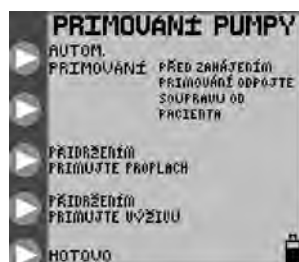 PRIMOVÁNÍ PUMPY
AUTOM.
PRIMOVÁNÍ PŘED ZAHÁJENÍM
PRIMOVÁNÍ ODPOJTE
SOUPRAVU OD
PACIENTA
PŘIDRŽENÍM
PRIMUJTE PROPLACH
PŘIDRŽENÍM
PRIMUJTE VÝŽIVU
HOTOVO